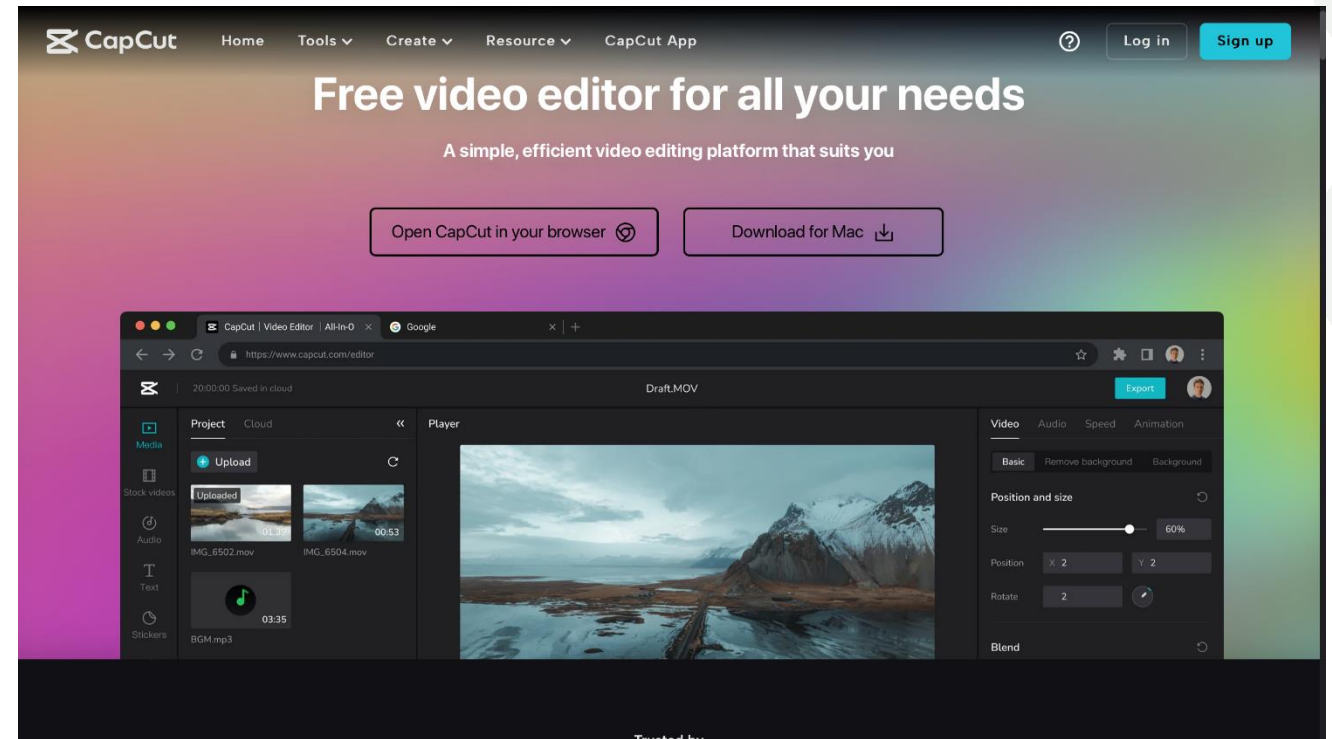 CapCut Home Tools Create Resource CapCut App Log in Sign up
Free video editor for all your needs
A simple, efficient video editing platform that suits you
Open CapCut in your browser Download for Mac
CapCut | Video Editor | All-In-O Google
https://www.capcut.com/editor
20:00:00 Saved in cloud Draft.MOV Export
Media
Stock videos
Audio
Text
Stickers
Project Cloud
Upload
Uploaded
01:39 00:53
IMG_6502.mov IMG_6504.mov
03:35
BGM.mp3
Player
Video Audio Speed Animation
Basic Remove background Background
Position and size
Size 60%
Position X 2 Y 2
Rotate 2
Blend
Trusted by